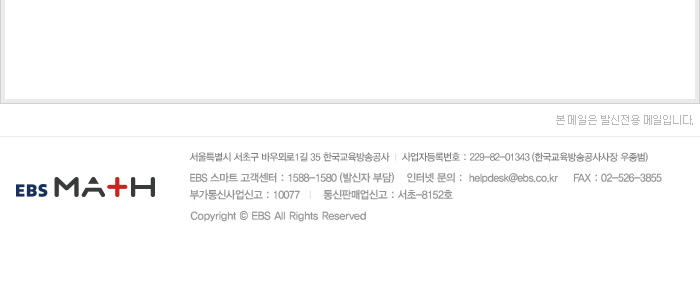 본 메일은 발신전용 메일입니다.
서울특별시 서초구 바우뫼로1길 35 한국교육방송공사 | 사업자등록번호 : 229-82-01343 (한국교육방송공사사장 우종범)
EBS MATH
EBS 스마트 고객센터 : 1588-1580 (발신자 부담) 인터넷 문의 : helpdesk@ebs.co.kr FAX : 02-526-3855
부가통신사업신고 : 10077 | 통신판매업신고 : 서초-8152호
Copyright © EBS All Rights Reserved